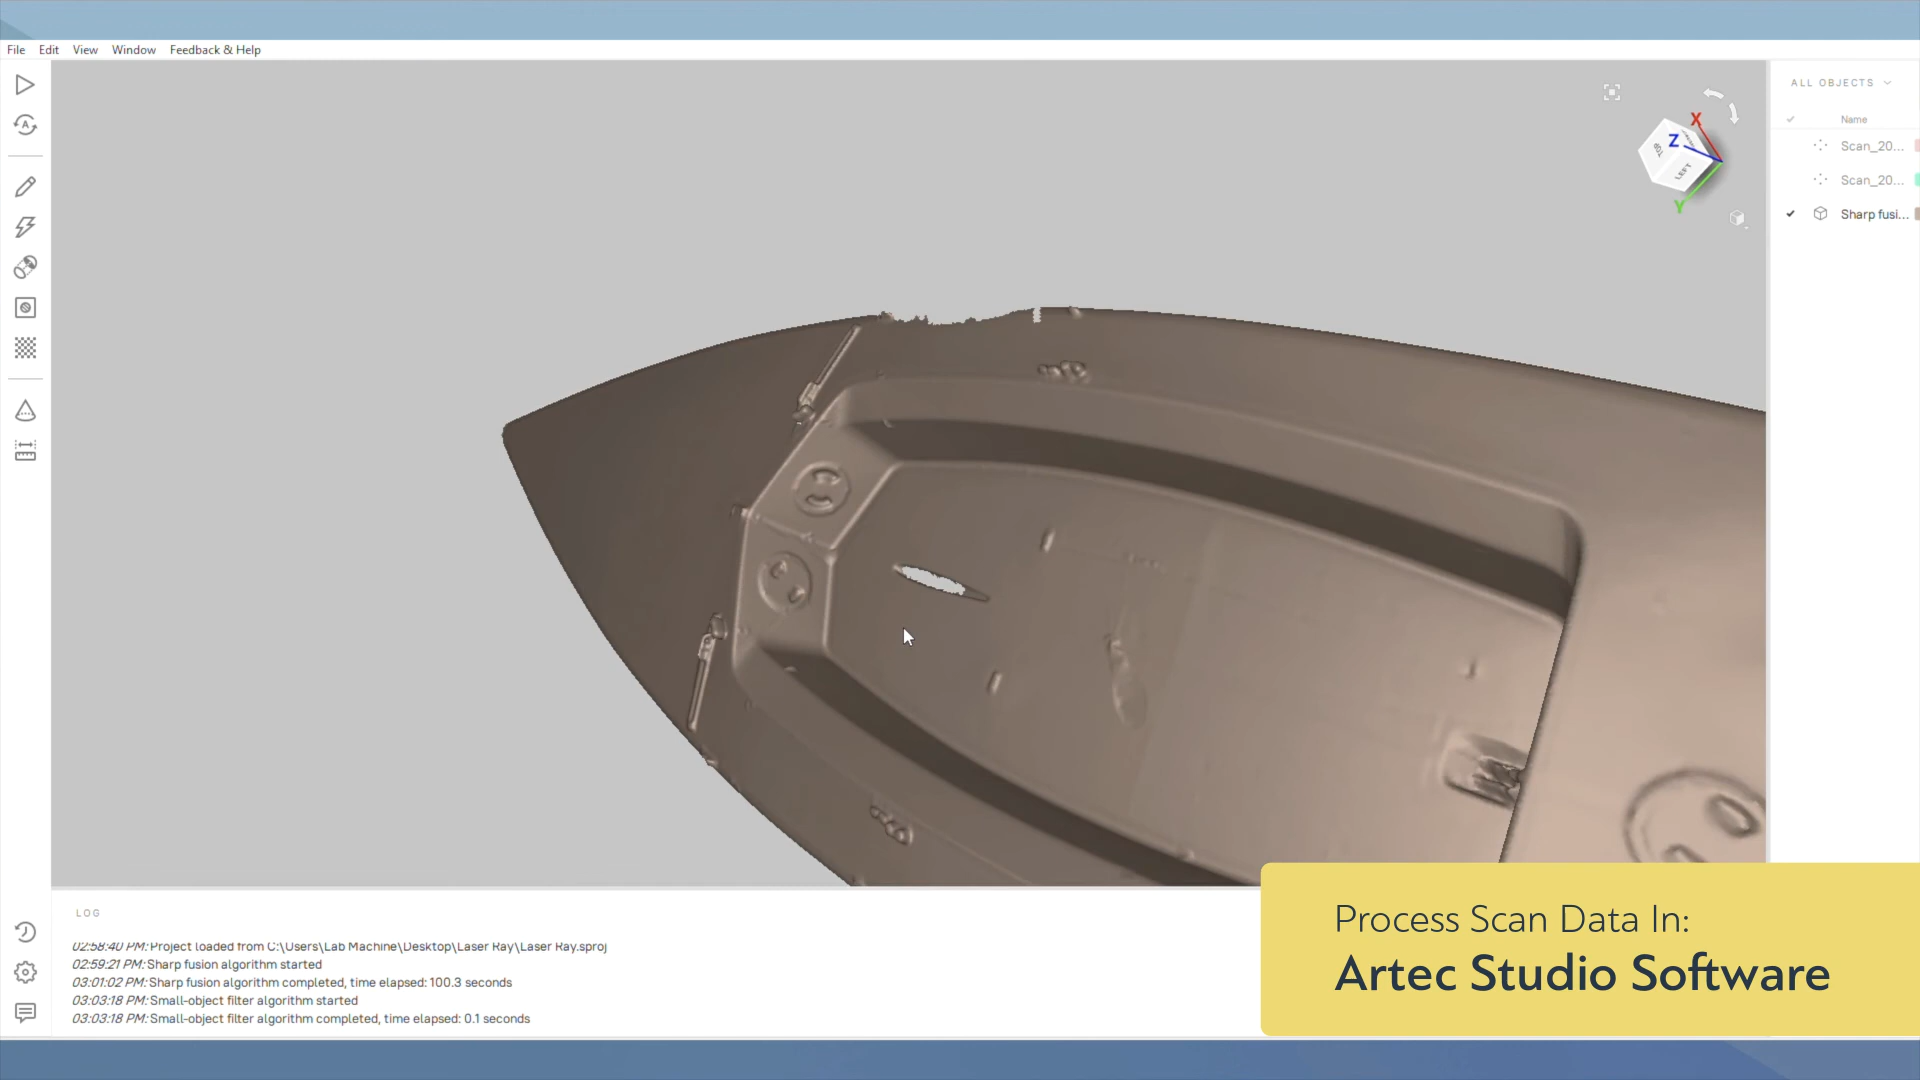 File Edit View Window Feedback & Help
ALL OBJECTS
Name
Scan_20...
Scan_20...
Sharp fusi...
X
Z
TOP
LEFT
Y
LOG
02:58:40 PM: Project loaded from C:\Users\Lab Machine\Desktop\Laser Ray\Laser Ray.sproj
02:59:21 PM: Sharp fusion algorithm started
03:01:02 PM: Sharp fusion algorithm completed, time elapsed: 100.3 seconds
03:03:18 PM: Small-object filter algorithm started
03:03:18 PM: Small-object filter algorithm completed, time elapsed: 0.1 seconds
Process Scan Data In:
Artec Studio Software